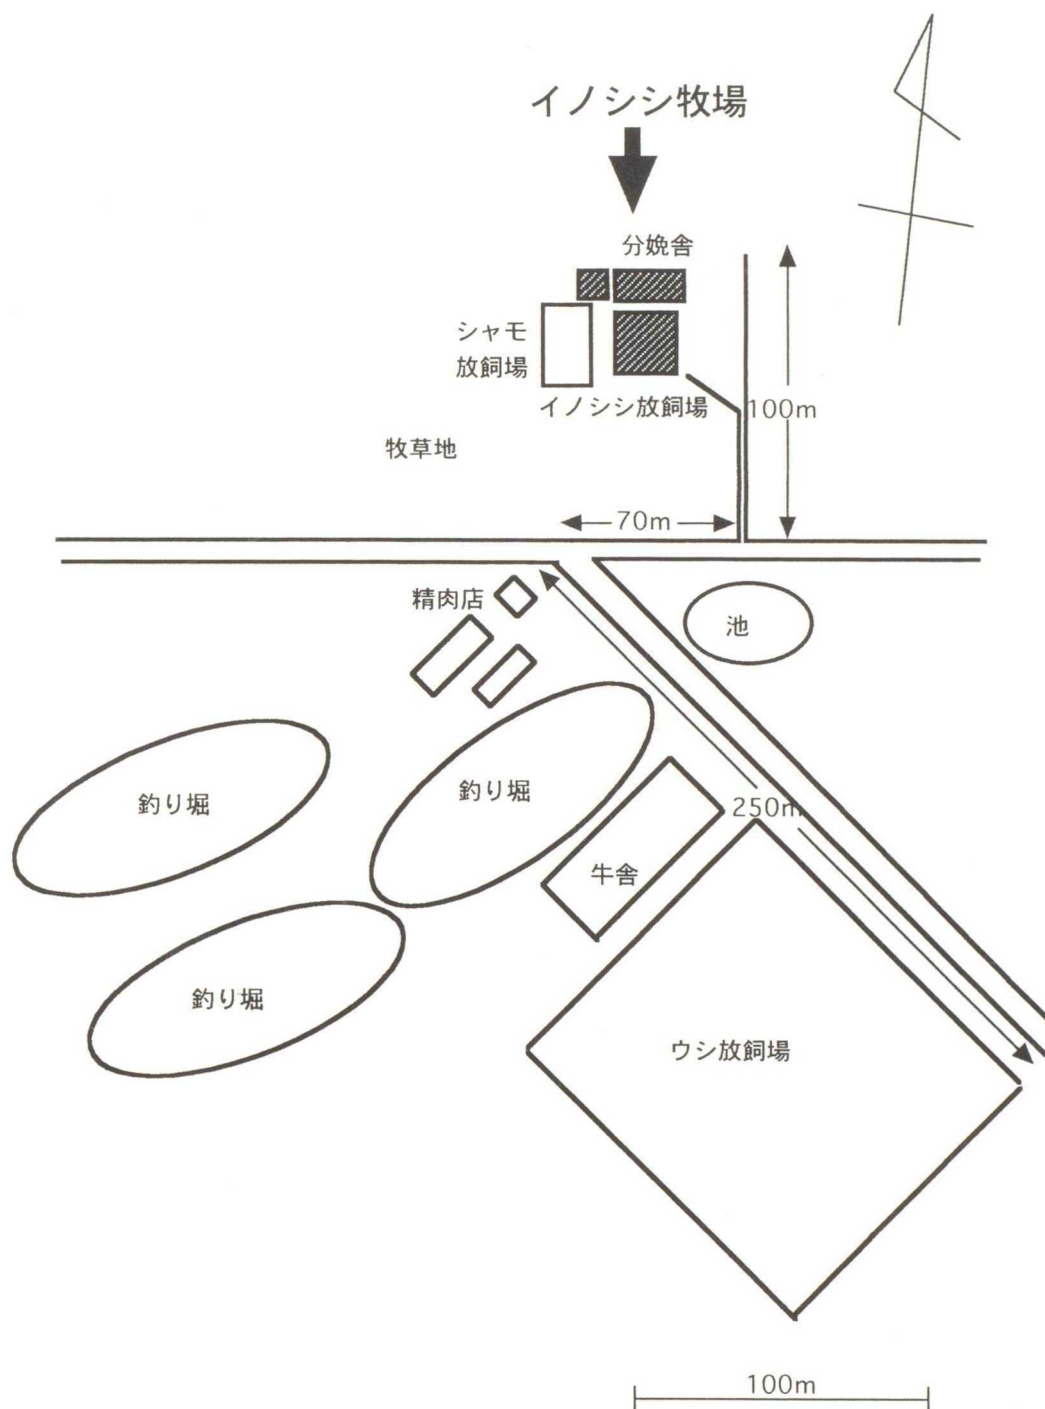 イノシシ牧場
分娩舎
シャモ
放飼場
イノシシ放飼場
100m
牧草地
70m
精肉店
池
釣り堀
釣り堀
250m
牛舎
釣り堀
ウシ放飼場
100m